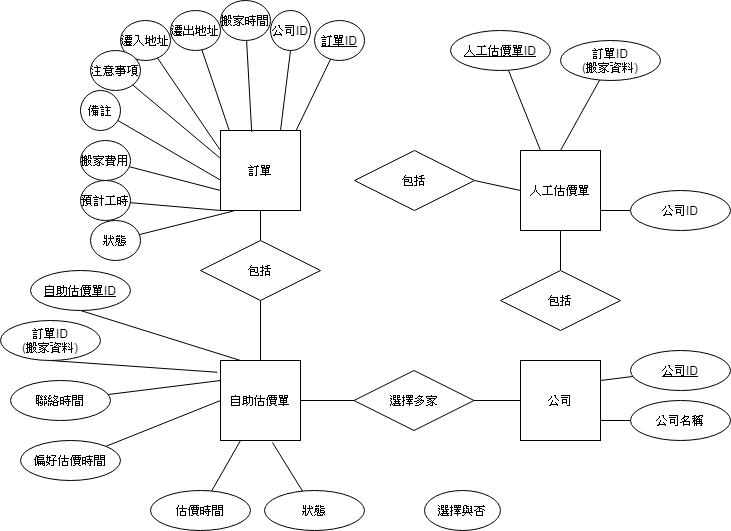 搬家時間
遷入地址
遷出地址
公司ID
訂單ID
注意事項
備註
搬家費用
預計工時
狀態
訂單
人工估價單ID
訂單ID
(搬家資料)
包括
人工估價單
公司ID
包括
包括
自助估價單ID
訂單ID
(搬家資料)
聯絡時間
偏好估價時間
自助估價單
選擇多家
公司
公司ID
公司名稱
估價時間
狀態
選擇與否